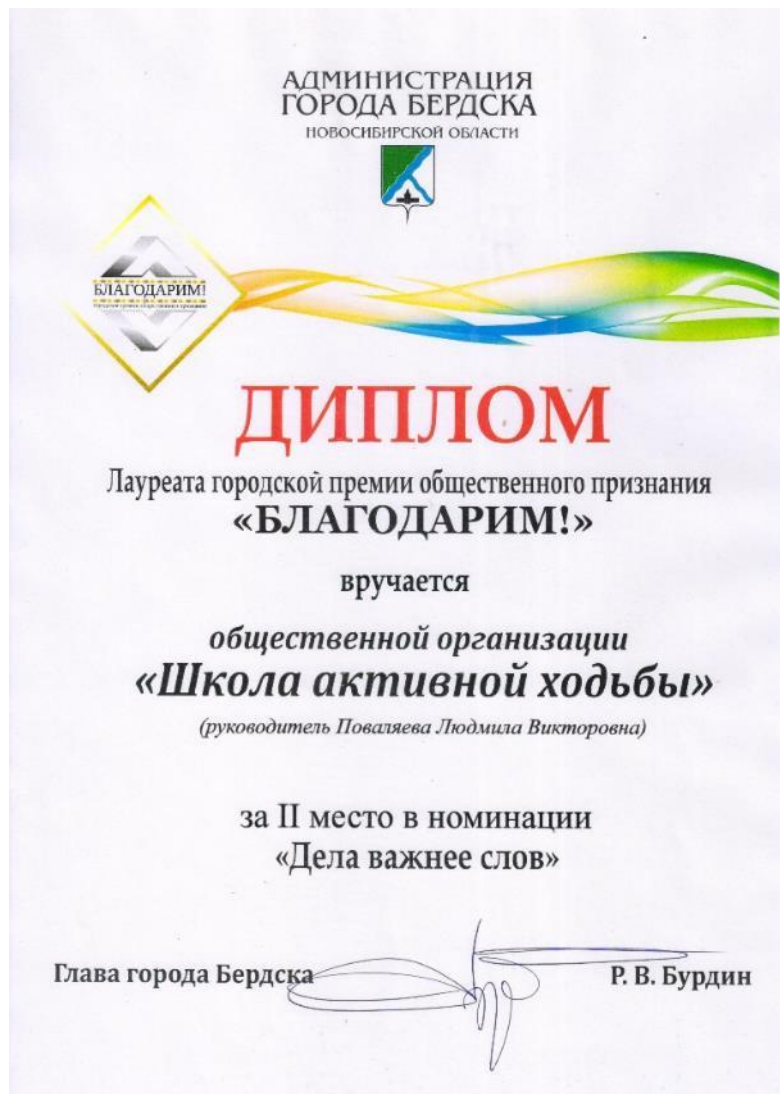 АДМИНИСТРАЦИЯ
ГОРОДА БЕРДСКА
НОВОСИБИРСКОЙ ОБЛАСТИ
БЛАГОДАРИМ!
ДИПЛОМ
Лауреата городской премии общественного признания
«БЛАГОДАРИМ!»
вручается
общественной организации
«Школа активной ходьбы»
(руководитель Поваляева Людмила Викторовна)
за II место в номинации
«Дела важнее слов»
Глава города Бердска Р. В. Бурдин